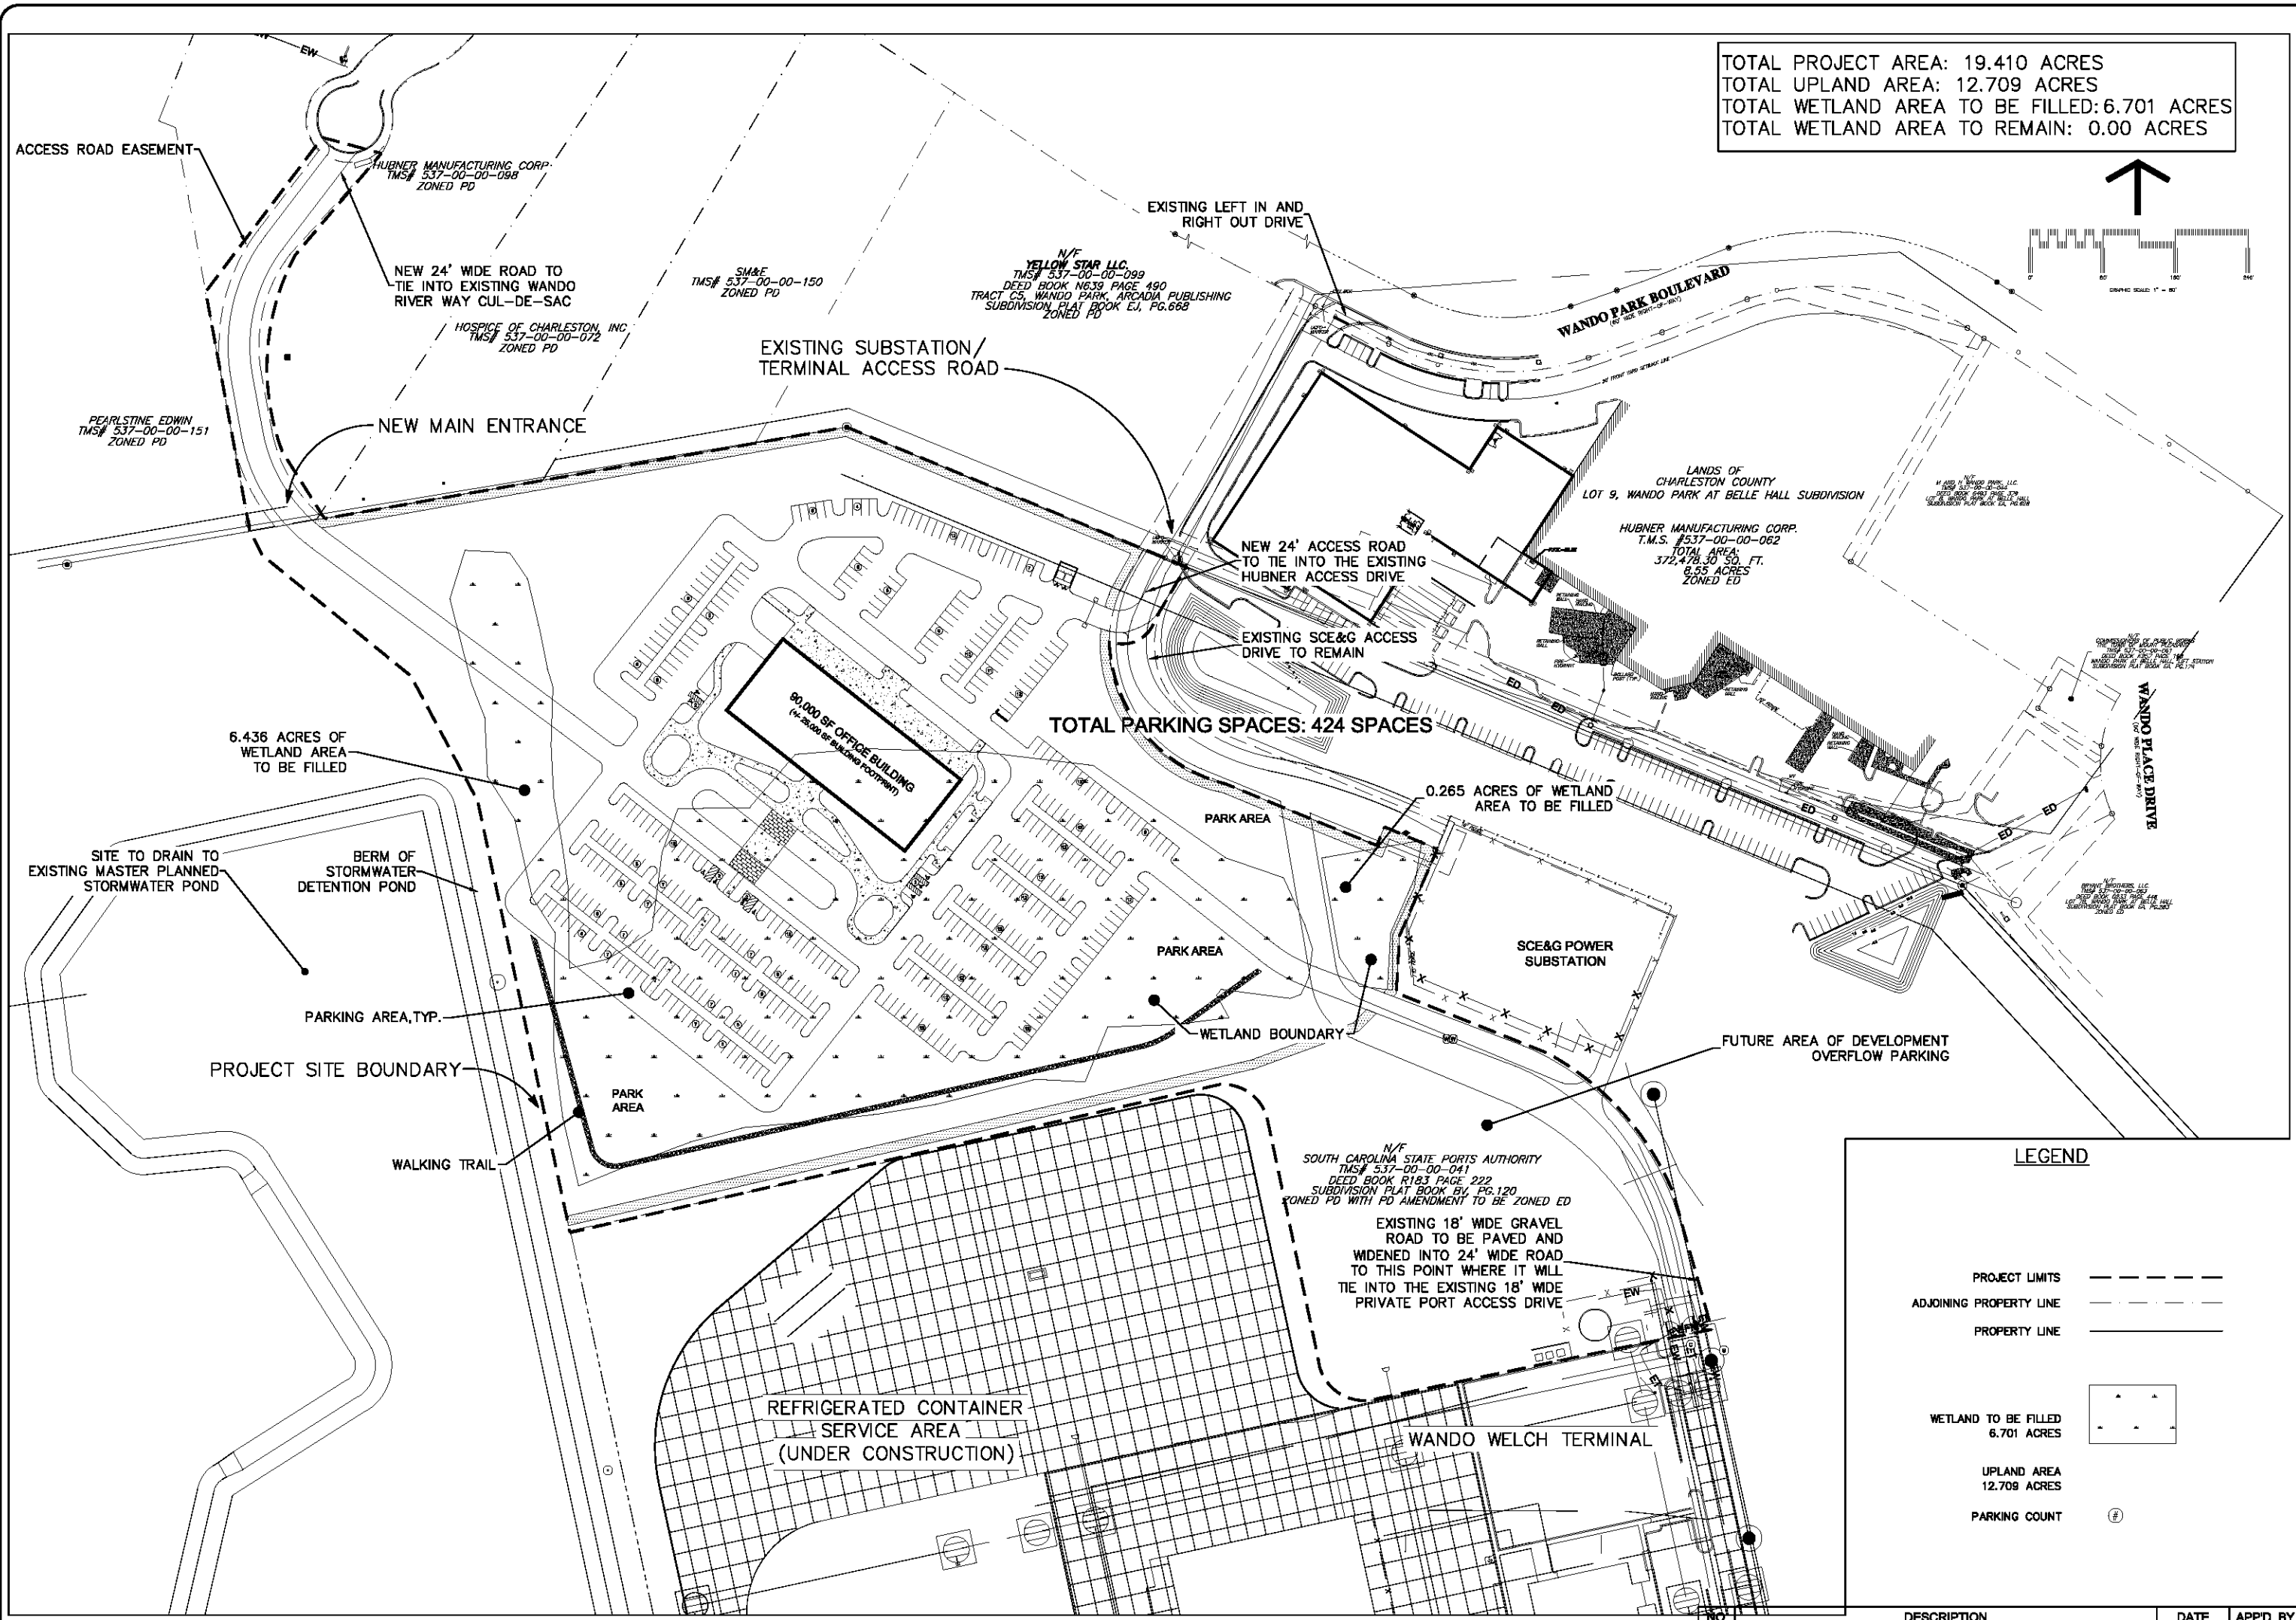 TOTAL PROJECT AREA: 19.410 ACRES
TOTAL UPLAND AREA: 12.709 ACRES
TOTAL WETLAND AREA TO BE FILLED: 6.701 ACRES
TOTAL WETLAND AREA TO REMAIN: 0.00 ACRES
EW
ACCESS ROAD EASEMENT
HUBNER MANUFACTURING CORP
TMS# 537-00-00-098
ZONED PD
NEW 24' WIDE ROAD TO
TIE INTO EXISTING WANDO
RIVER WAY CUL-DE-SAC
HOSPICE OF CHARLESTON, INC
TMS# 537-00-00-072
ZONED PD
SM&E
TMS# 537-00-00-150
ZONED PD
N/F
YELLOW STAR LLC.
TMS# 537-00-00-099
DEED BOOK N639 PAGE 490
TRACT C5, WANDO PARK, ARCADIA PUBLISHING
SUBDIVISION PLAT BOOK EJ, PG.668
ZONED PD
EXISTING LEFT IN AND
RIGHT OUT DRIVE
WANDO PARK BOULEVARD
GRAPHIC SCALE: 1" = 80'
EXISTING SUBSTATION/
TERMINAL ACCESS ROAD
PEARLSTINE EDWIN
TMS# 537-00-00-151
ZONED PD
NEW MAIN ENTRANCE
LANDS OF
CHARLESTON COUNTY
LOT 9, WANDO PARK AT BELLE HALL SUBDIVISION
HUBNER MANUFACTURING CORP.
T.M.S. #537-00-00-062
TOTAL AREA:
372,478.30 SQ. FT.
8.55 ACRES
ZONED ED
NEW 24' ACCESS ROAD
TO TIE INTO THE EXISTING
HUBNER ACCESS DRIVE
EXISTING SCE&G ACCESS
DRIVE TO REMAIN
90,000 SF OFFICE BUILDING
(+/- 25,000 SF BUILDING FOOTPRINT)
TOTAL PARKING SPACES: 424 SPACES
ED
ED
ED
ED
ED
WANDO PLACE DRIVE
6.436 ACRES OF
WETLAND AREA
TO BE FILLED
0.265 ACRES OF WETLAND
AREA TO BE FILLED
PARK AREA
SITE TO DRAIN TO
EXISTING MASTER PLANNED
STORMWATER POND
BERM OF
STORMWATER
DETENTION POND
PARK AREA
SCE&G POWER
SUBSTATION
PARKING AREA, TYP.
WETLAND BOUNDARY
FUTURE AREA OF DEVELOPMENT
OVERFLOW PARKING
PROJECT SITE BOUNDARY
PARK
AREA
WALKING TRAIL
N/F
SOUTH CAROLINA STATE PORTS AUTHORITY
TMS# 537-00-00-041
DEED BOOK R183 PAGE 222
SUBDIVISION PLAT BOOK BV, PG.120
ZONED PD WITH PD AMENDMENT TO BE ZONED ED
EXISTING 18' WIDE GRAVEL
ROAD TO BE PAVED AND
WIDENED INTO 24' WIDE ROAD
TO THIS POINT WHERE IT WILL
TIE INTO THE EXISTING 18' WIDE
PRIVATE PORT ACCESS DRIVE
EW
REFRIGERATED CONTAINER
SERVICE AREA
(UNDER CONSTRUCTION)
WANDO WELCH TERMINAL
LEGEND
PROJECT LIMITS
ADJOINING PROPERTY LINE
PROPERTY LINE
WETLAND TO BE FILLED
6.701 ACRES
UPLAND AREA
12.709 ACRES
PARKING COUNT #
NO. DESCRIPTION DATE APP'D BY